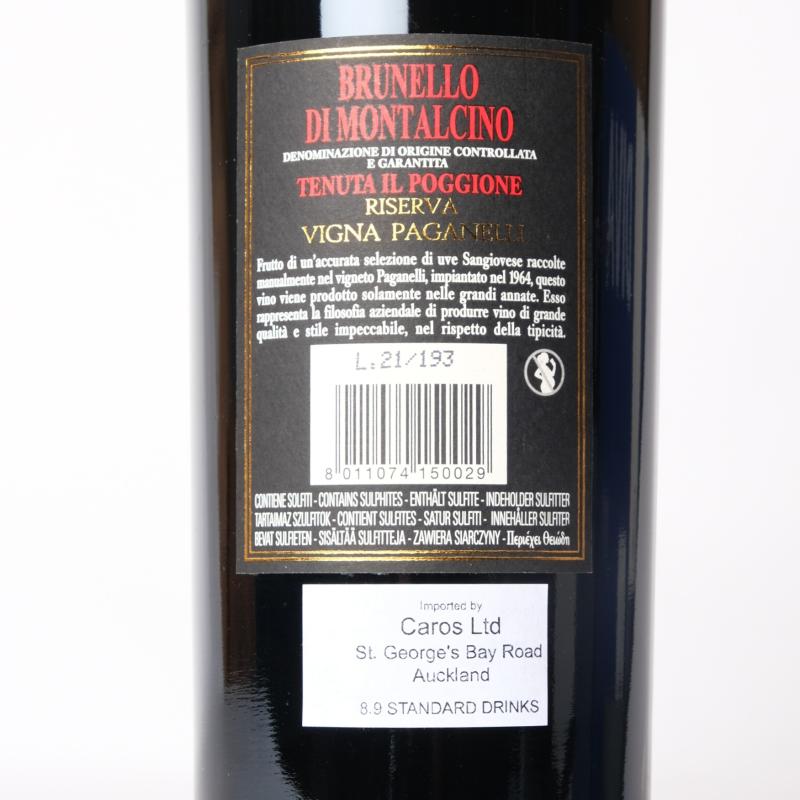 BRUNELLO
DI MONTALCINO
DENOMINAZIONE DI ORIGINE CONTROLLATA
E GARANTITA
TENUTA IL POGGIONE
RISERVA
VIGNA PAGANELLI
Frutto di un'accurata selezione di uve Sangiovese raccolte
manualmente nel vigneto Paganelli, impiantato nel 1964, questo
vino viene prodotto solamente nelle grandi annate. Esso
rappresenta la filosofia aziendale di produrre vino di grande
qualità e stile impeccabile, nel rispetto della tipicità.
L.21/193
8 011074 150029
CONTIENE SOLFITI - CONTAINS SULPHITES - ENTHÄLT SULFITE - INDEHOLDER SULFITTER
TARTAIMAZ SZULFITOK - CONTIENT SULFITES - SATUR SULFITI - INNEHÅLLER SULFITER
BEVAT SULFIETEN - SISÄLTÄÄ SULFITTEJA - ZAWIERA SIARCZYNY - Περιέχει Θειώδη
Imported by
Caros Ltd
St. George's Bay Road
Auckland
8.9 STANDARD DRINKS